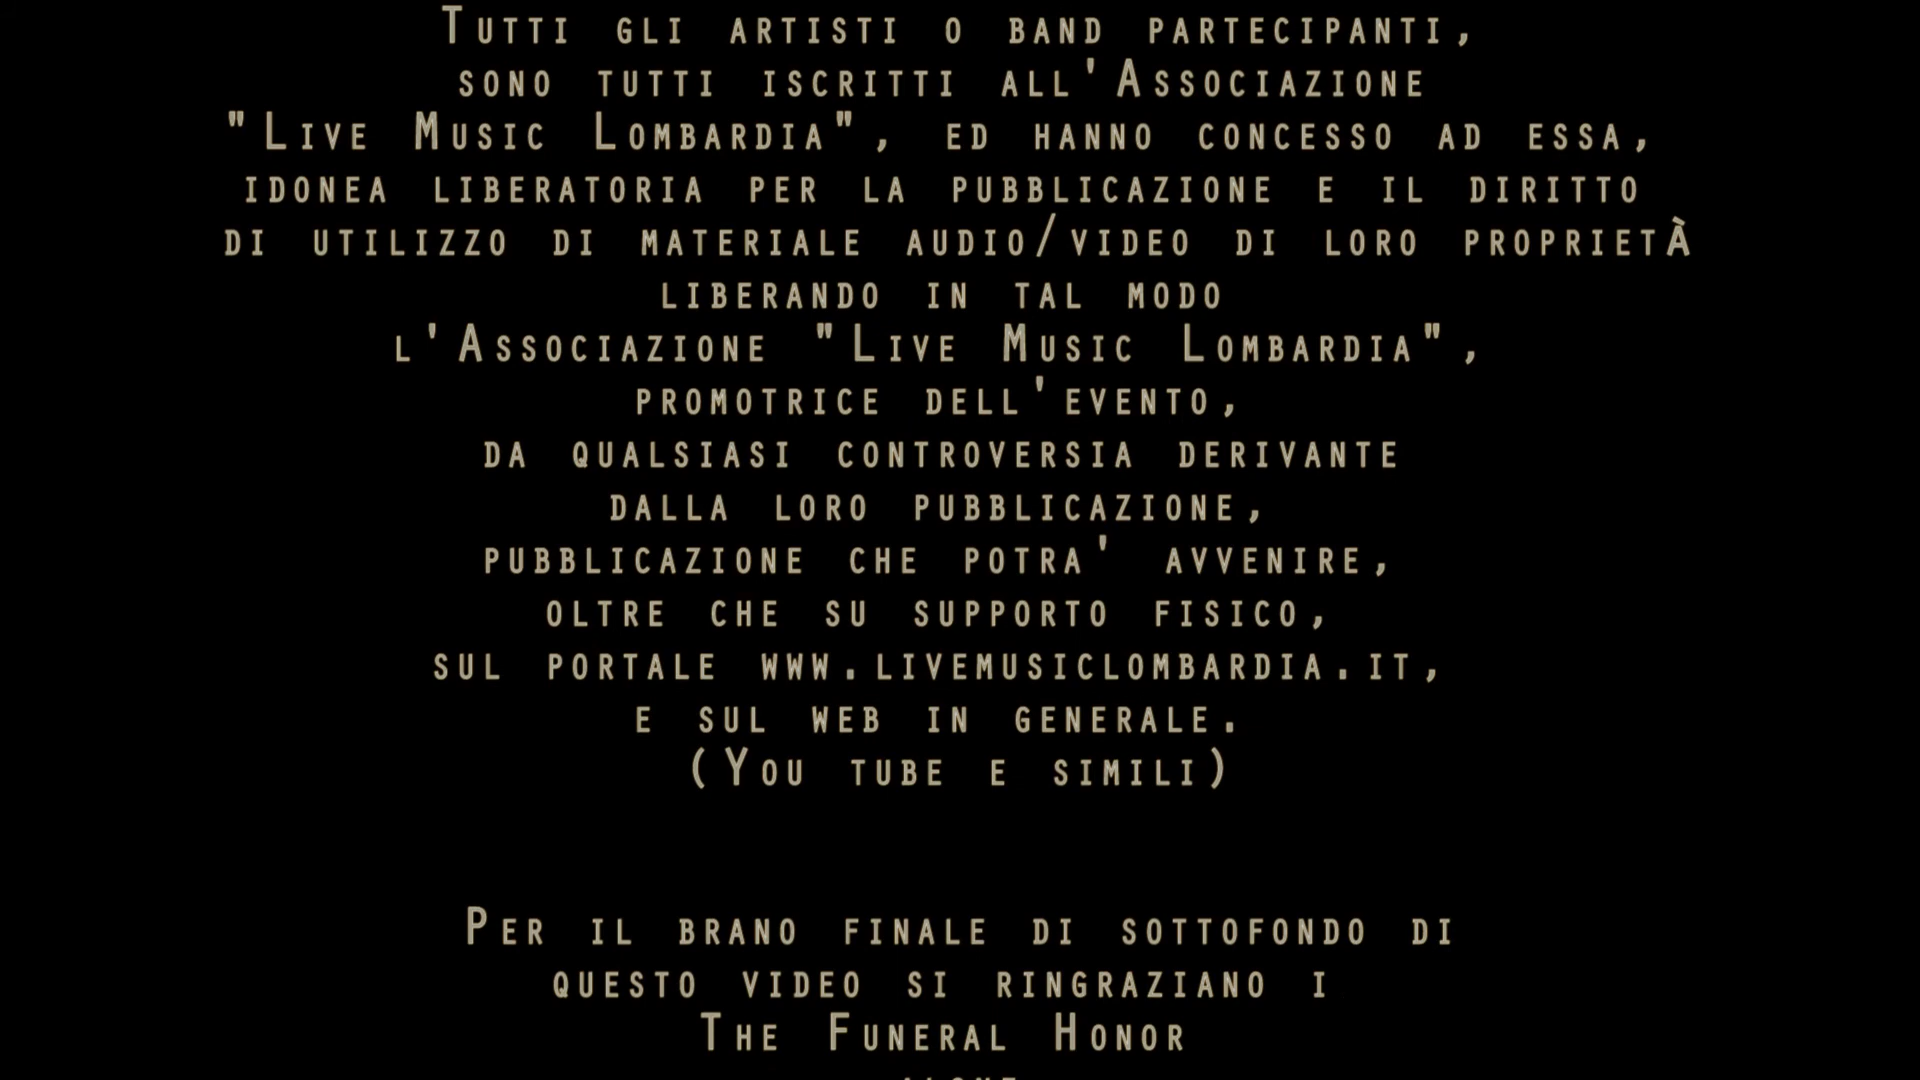 Tutti gli artisti o band partecipanti,
sono tutti iscritti all'Associazione
"Live Music Lombardia", ed hanno concesso ad essa,
idonea liberatoria per la pubblicazione e il diritto
di utilizzo di materiale audio/video di loro proprietÀ
liberando in tal modo
l'Associazione "Live Music Lombardia",
promotrice dell'evento,
da qualsiasi controversia derivante
dalla loro pubblicazione,
pubblicazione che potra' avvenire,
oltre che su supporto fisico,
sul portale www.livemusiclombardia.it,
e sul web in generale.
(You tube e simili)
Per il brano finale di sottofondo di
questo video si ringraziano i
The Funeral Honor